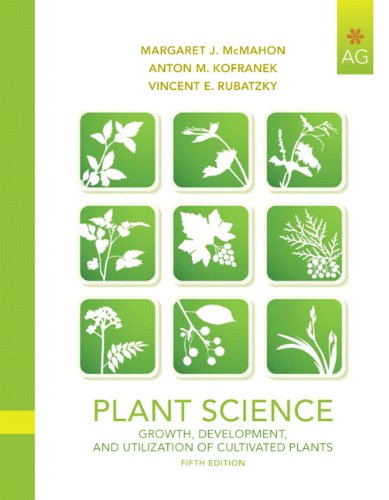 MARGARET J. McMAHON
ANTON M. KOFRANEK
VINCENT E. RUBATZKY
AG
PLANT SCIENCE
GROWTH, DEVELOPMENT,
AND UTILIZATION OF CULTIVATED PLANTS
FIFTH EDITION